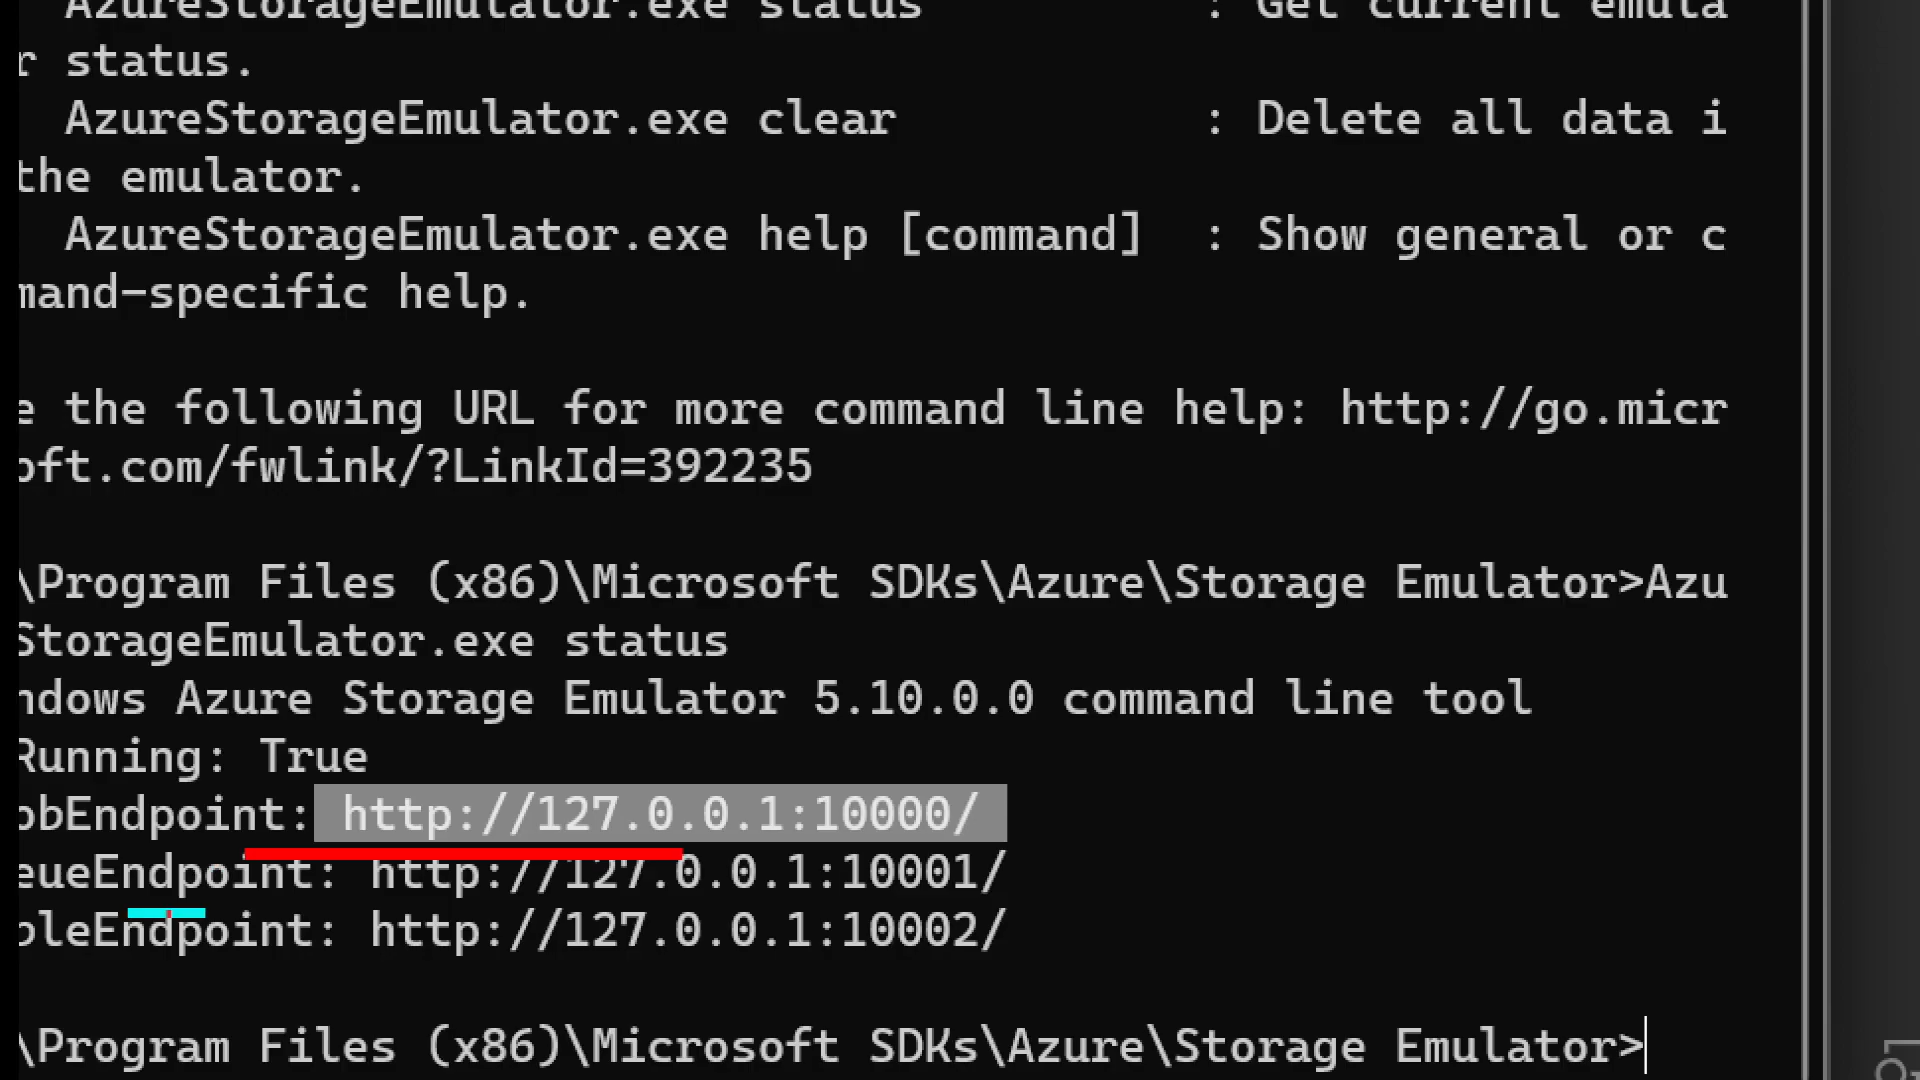 AzureStorageEmulator.exe status : Get current emula
r status.
AzureStorageEmulator.exe clear : Delete all data i
the emulator.
AzureStorageEmulator.exe help [command] : Show general or c
mand-specific help.
e the following URL for more command line help: http://go.micr
oft.com/fwlink/?LinkId=392235
\Program Files (x86)\Microsoft SDKs\Azure\Storage Emulator>Azu
StorageEmulator.exe status
ndows Azure Storage Emulator 5.10.0.0 command line tool
Running: True
obEndpoint: http://127.0.0.1:10000/
eueEndpoint: http://127.0.0.1:10001/
bleEndpoint: http://127.0.0.1:10002/
\Program Files (x86)\Microsoft SDKs\Azure\Storage Emulator>